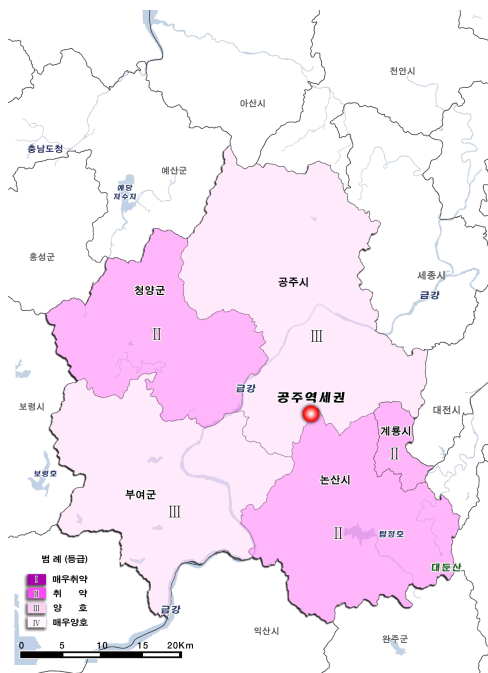 천안시
아산시
충남도청
예산군
예당
저수지
홍성군
청양군
공주시
세종시
금강
Ⅱ
Ⅲ
금강
공주역세권
보령시
대전시
계룡시
Ⅱ
보령호
부여군
논산시
Ⅲ
Ⅱ
탑정호
대둔산
범 례 (등급)
Ⅰ 매우취약
Ⅱ 취 약
Ⅲ 양 호
Ⅳ 매우양호
금강
익산시
완주군
0 5 10 15 20Km